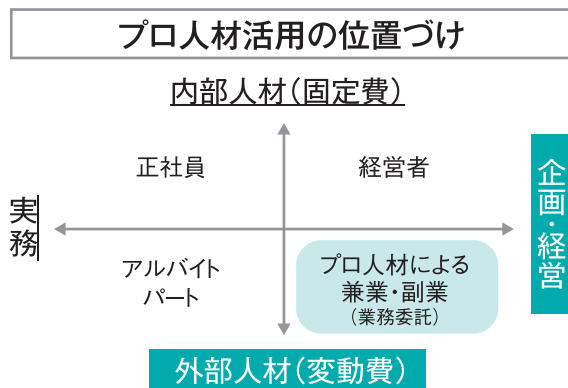 プロ人材活用の位置づけ
内部人材（固定費）
正社員
経営者
実務
企画・経営
アルバイト
パート
プロ人材による
兼業・副業
（業務委託）
外部人材（変動費）